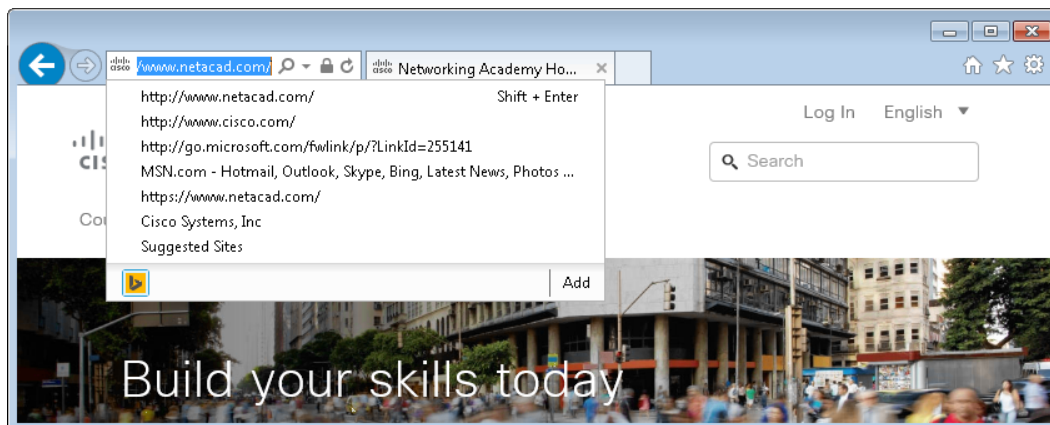 /www.netacad.com/
cisco Networking Academy Ho...
http://www.netacad.com/ Shift + Enter
http://www.cisco.com/
http://go.microsoft.com/fwlink/p/?LinkId=255141
MSN.com - Hotmail, Outlook, Skype, Bing, Latest News, Photos ...
https://www.netacad.com/
Cisco Systems, Inc
Suggested Sites
Add
Log In English
Search
Build your skills today